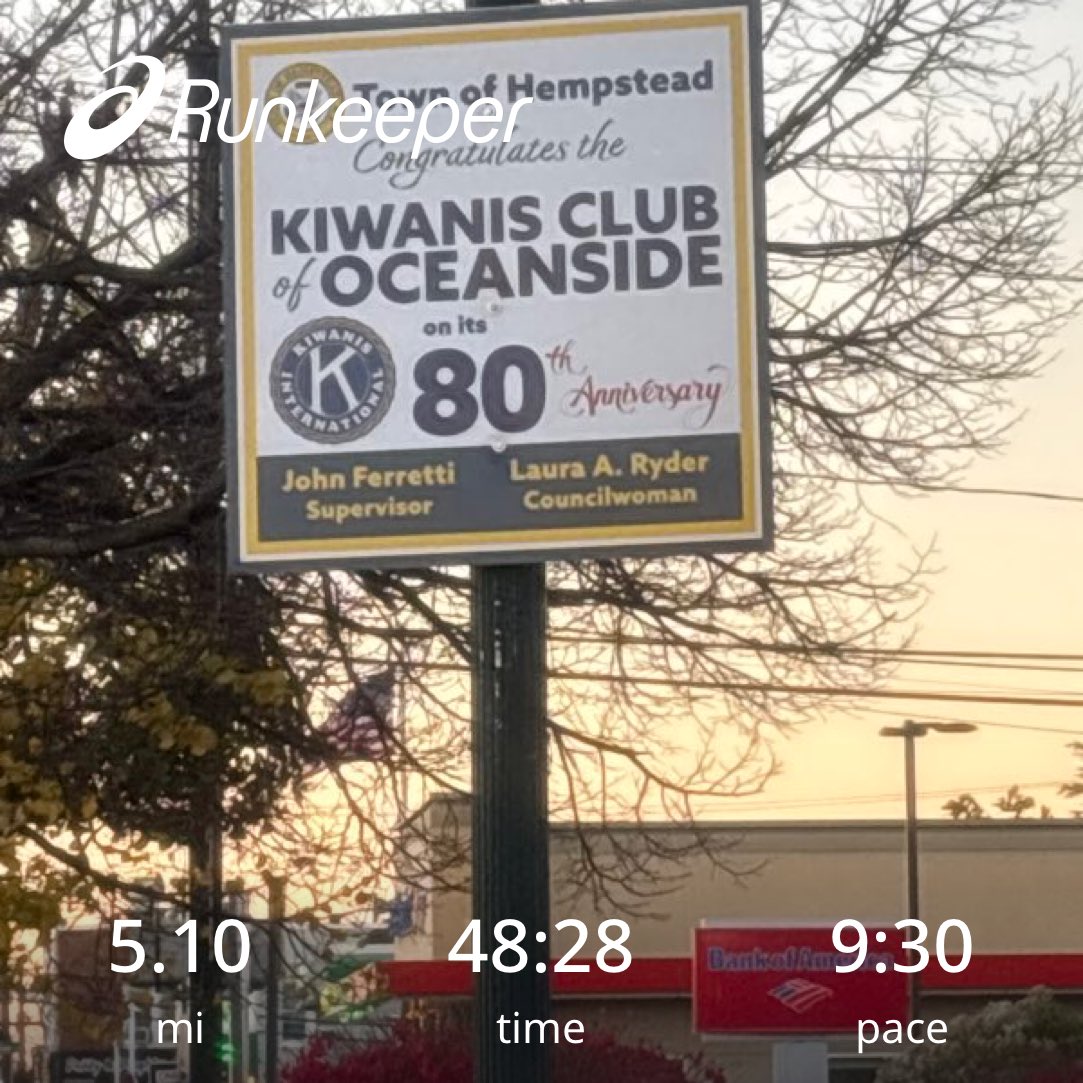 Runkeeper
Town of Hempstead
Congratulates the
KIWANIS CLUB
of OCEANSIDE
on its
KIWANIS INTERNATIONAL
K
80th Anniversary
John Ferretti
Supervisor
Laura A. Ryder
Councilwoman
Bank of America
5.10
mi
48:28
time
9:30
pace